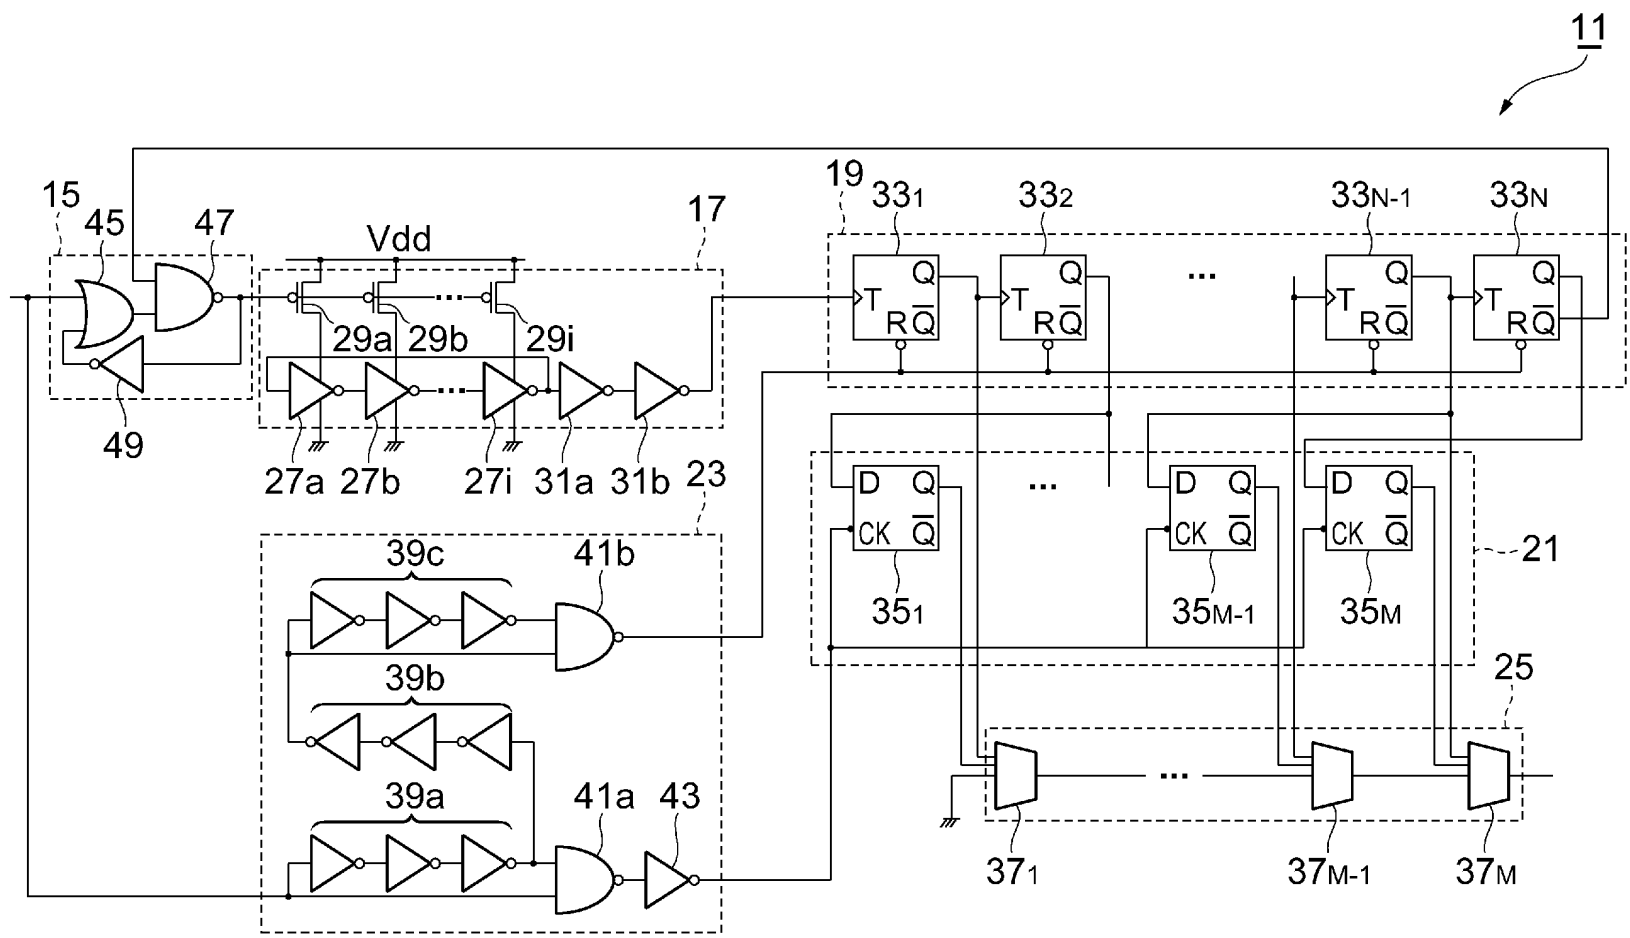 11
15
45
47
17
19
33₁
33₂
33N-1
33N
Vdd
Q
Q
...
Q
Q
T
T
T
T
R Q̅
R Q̅
R Q̅
R Q̅
...
29a
29b
29i
...
49
27a
27b
27i
31a
31b
23
D Q
...
D Q
D Q
CK Q̅
CK Q̅
CK Q̅
21
39c
41b
35₁
35M-1
35M
39b
25
39a
41a
43
...
37₁
37M-1
37M